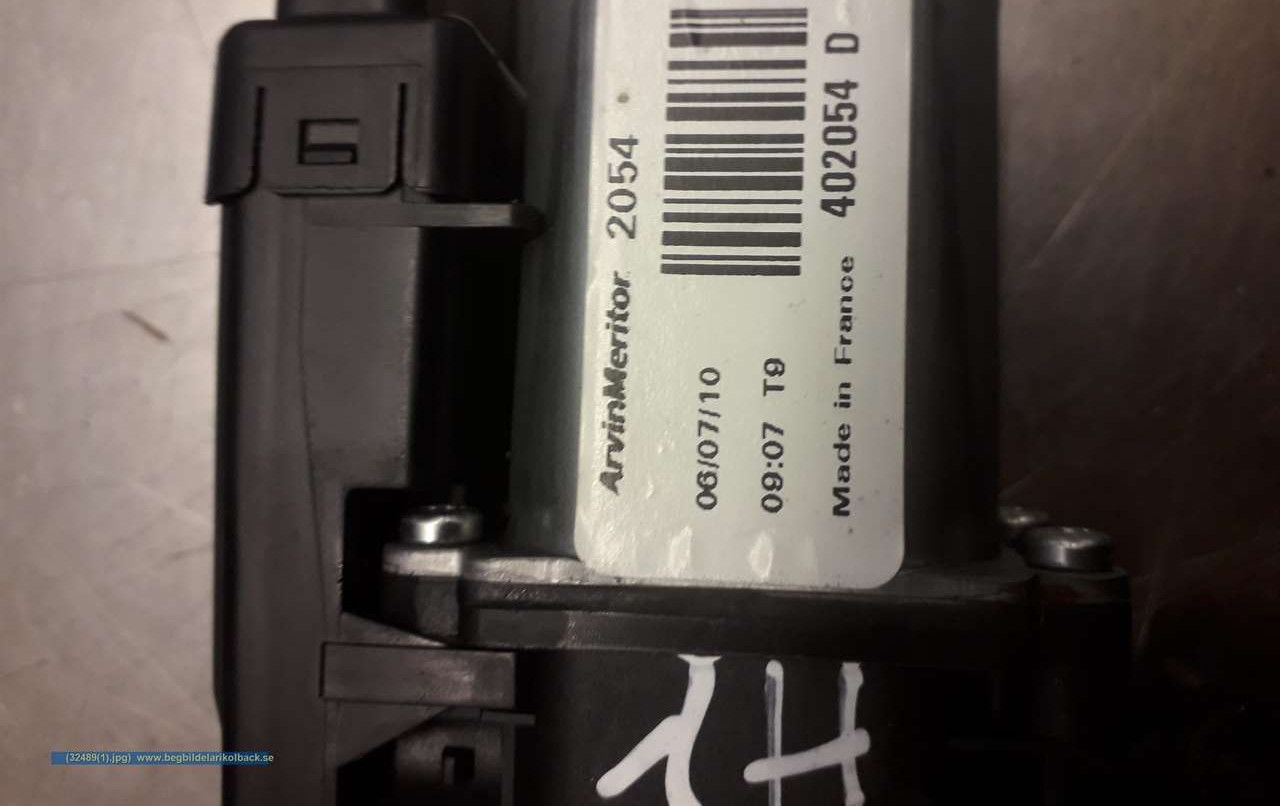 ArvinMeritor 2054
06/07/10
09:07 T9
Made in France 402054 D
1H
(32489(1).jpg) www.begbildelarikolback.se